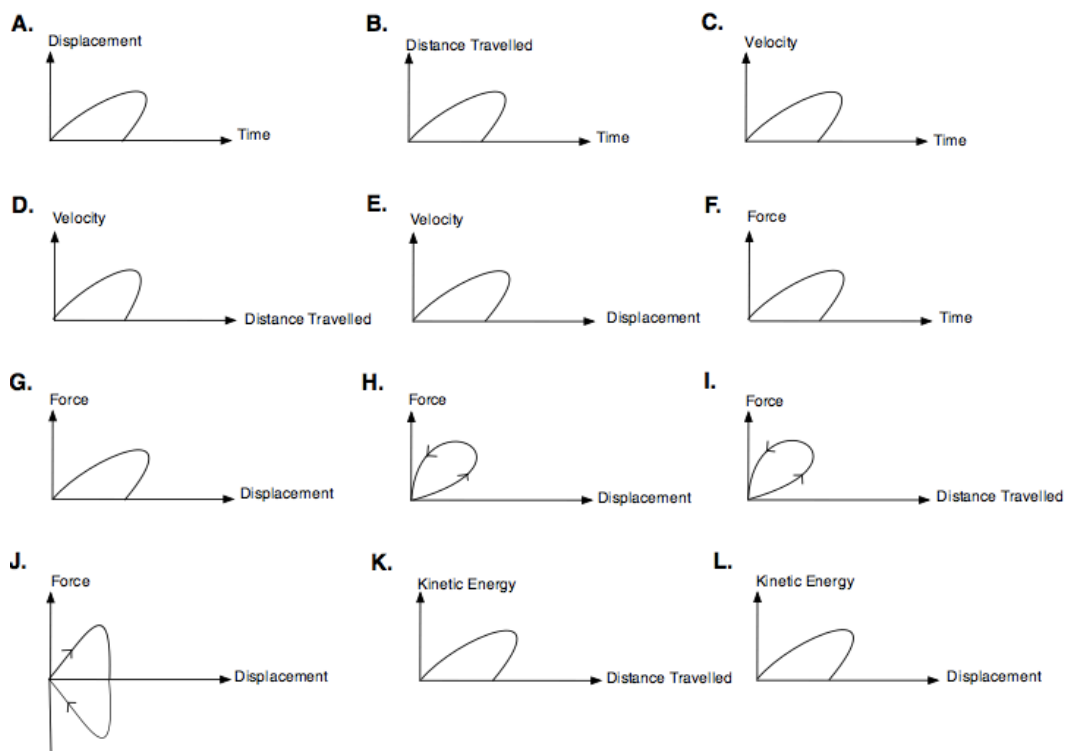 A.
Displacement
Time
B.
Distance Travelled
Time
C.
Velocity
Time
D.
Velocity
Distance Travelled
E.
Velocity
Displacement
F.
Force
Time
G.
Force
Displacement
H.
Force
Displacement
I.
Force
Distance Travelled
J.
Force
Displacement
K.
Kinetic Energy
Distance Travelled
L.
Kinetic Energy
Displacement